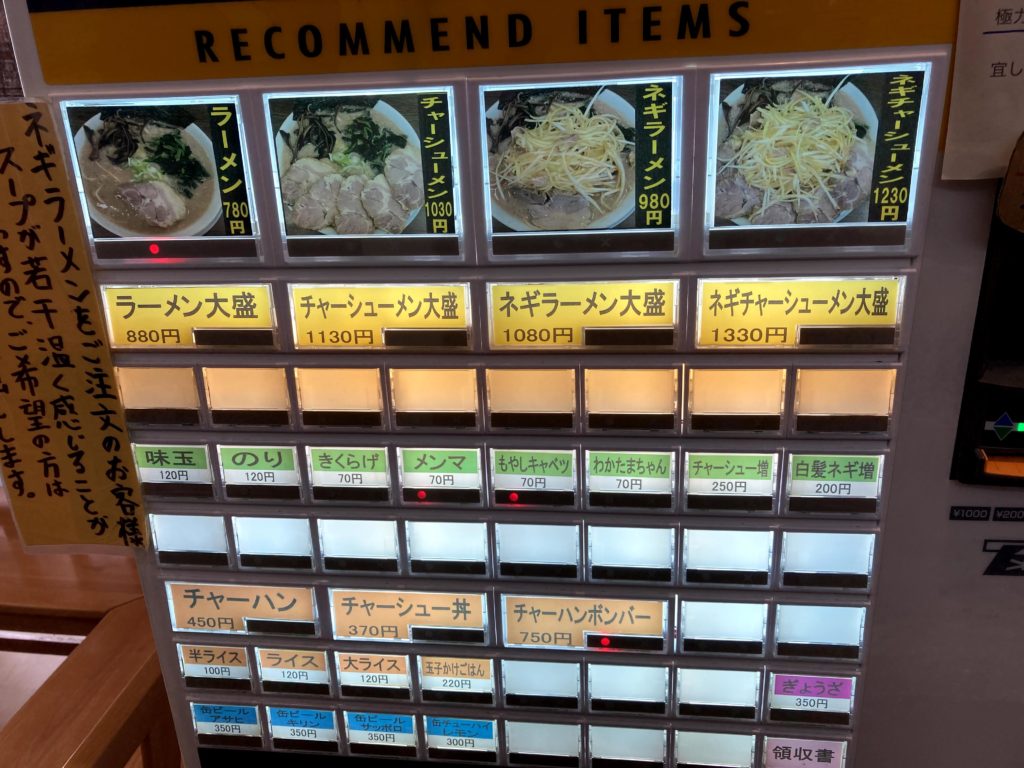 RECOMMEND ITEMS
ラーメン
780円
チャーシューメン
1030円
ネギラーメン
980円
ネギチャーシューメン
1230円
ラーメン大盛
880円
チャーシューメン大盛
1130円
ネギラーメン大盛
1080円
ネギチャーシューメン大盛
1330円
味玉
120円
のり
120円
きくらげ
70円
メンマ
70円
もやしキャベツ
70円
わかたまちゃん
70円
チャーシュー増
250円
白髪ネギ増
200円
チャーハン
450円
チャーシュー丼
370円
チャーハンボンバー
750円
半ライス
100円
ライス
120円
大ライス
120円
玉子かけごはん
220円
ぎょうざ
350円
缶ビール
アサヒ
350円
缶ビール
キリン
350円
缶ビール
サッポロ
350円
缶チューハイ
レモン
300円
領収書
ネギラーメンをご注文のお客様
スープが若干温く感じることが
すので、ご希望の方は
します。
極力
宜し
¥1000
¥200